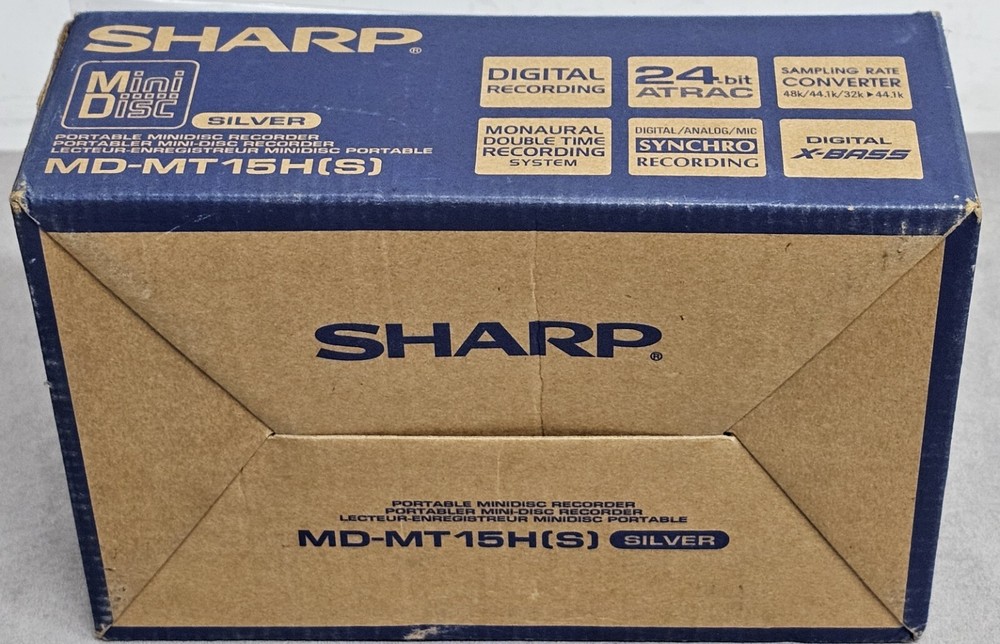 SHARP®
Mini
Disc
SILVER
PORTABLE MINIDISC RECORDER
PORTABLER MINI-DISC RECORDER
LECTEUR-ENREGISTREUR MINIDISC PORTABLE
MD-MT15H(S)
DIGITAL
RECORDING
24-bit
ATRAC
SAMPLING RATE
CONVERTER
48k/44.1k/32k ▶ 44.1k
MONAURAL
DOUBLE TIME
RECORDING
SYSTEM
DIGITAL/ANALOG/MIC
SYNCHRO
RECORDING
DIGITAL
X-BASS
SHARP®
PORTABLE MINIDISC RECORDER
PORTABLER MINI-DISC RECORDER
LECTEUR-ENREGISTREUR MINIDISC PORTABLE
MD-MT15H(S) SILVER